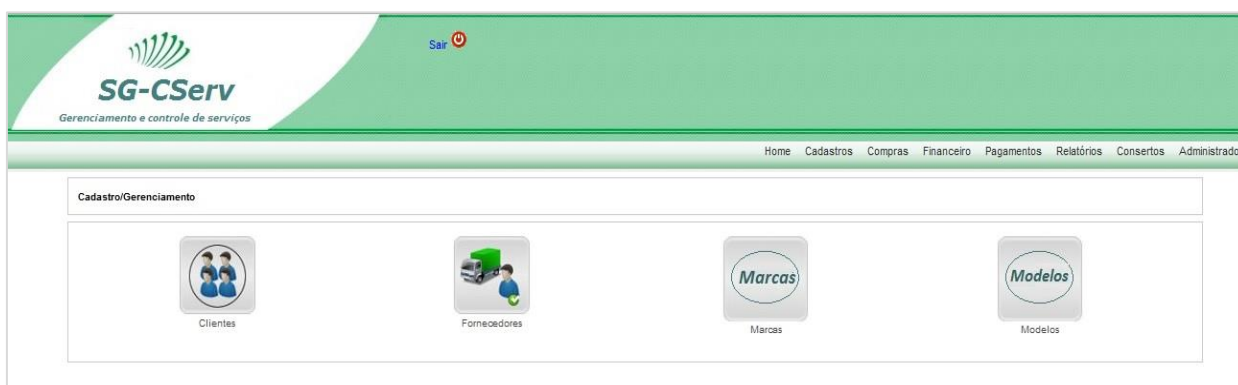 Sair
SG-CServ
Gerenciamento e controle de serviços
Home Cadastros Compras Financeiro Pagamentos Relatórios Consertos Administrado
Cadastro/Gerenciamento
Marcas Modelos
Clientes Fornecedores Marcas Modelos